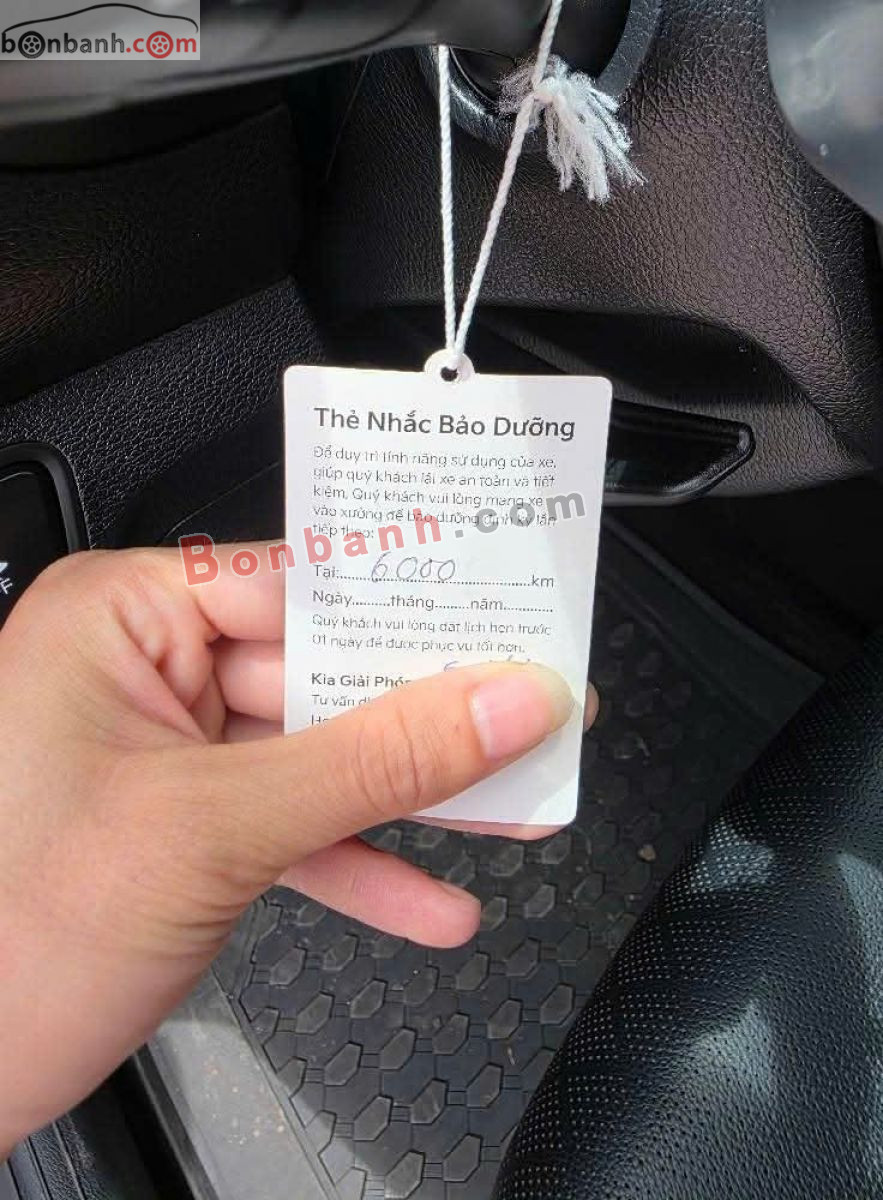 bonbanh.com
Thẻ Nhắc Bảo Dưỡng
Để duy trì tính năng sử dụng của xe,
giúp quý khách lái xe an toàn và tiết
kiệm, Quý khách vui lòng mang xe
vào xưởng để bảo dưỡng định kỳ lần
tiếp theo:
Bonbanh.com
Tại:.....6000.....km
Ngày..........tháng.........năm.............
Quý khách vui lòng đặt lịch hẹn trước
01 ngày để được phục vụ tốt hơn.
Kia Giải
Tư vấn